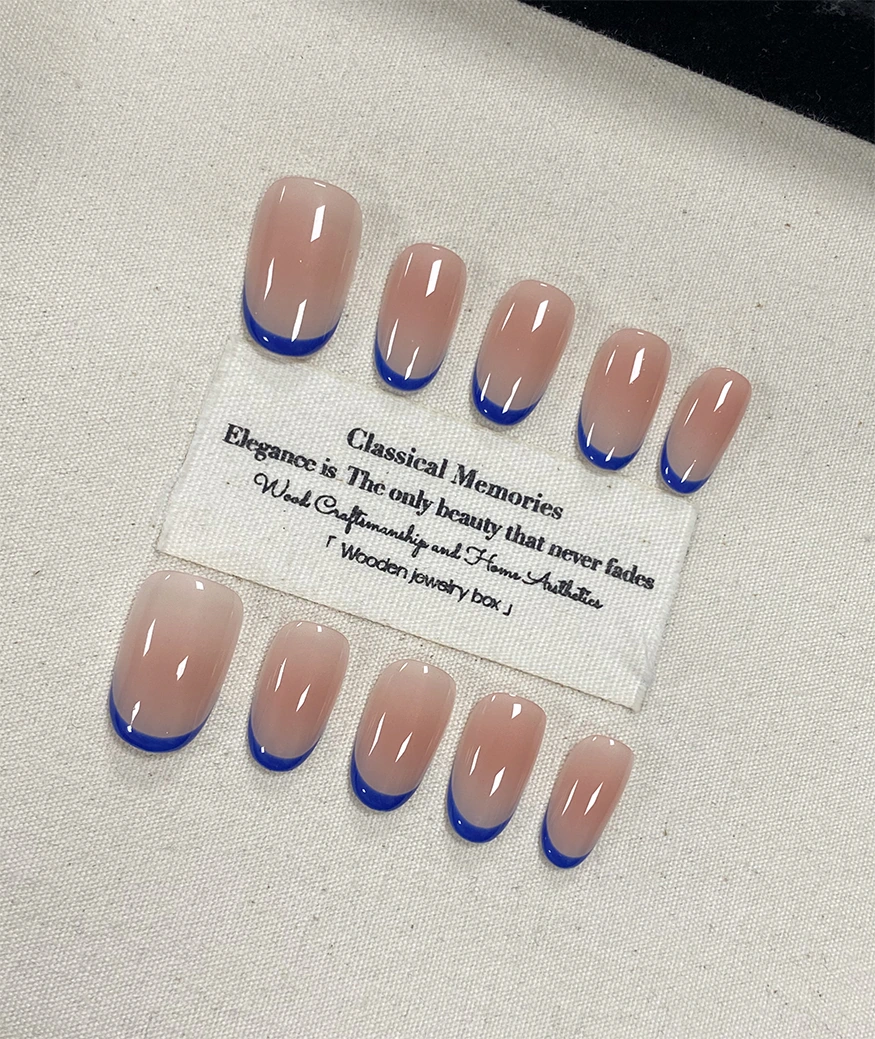 Classical Memories
Elegance is The only beauty that never fades
Wood Craftsmanship and Home Aesthetics
「 Wooden jewelry box 」